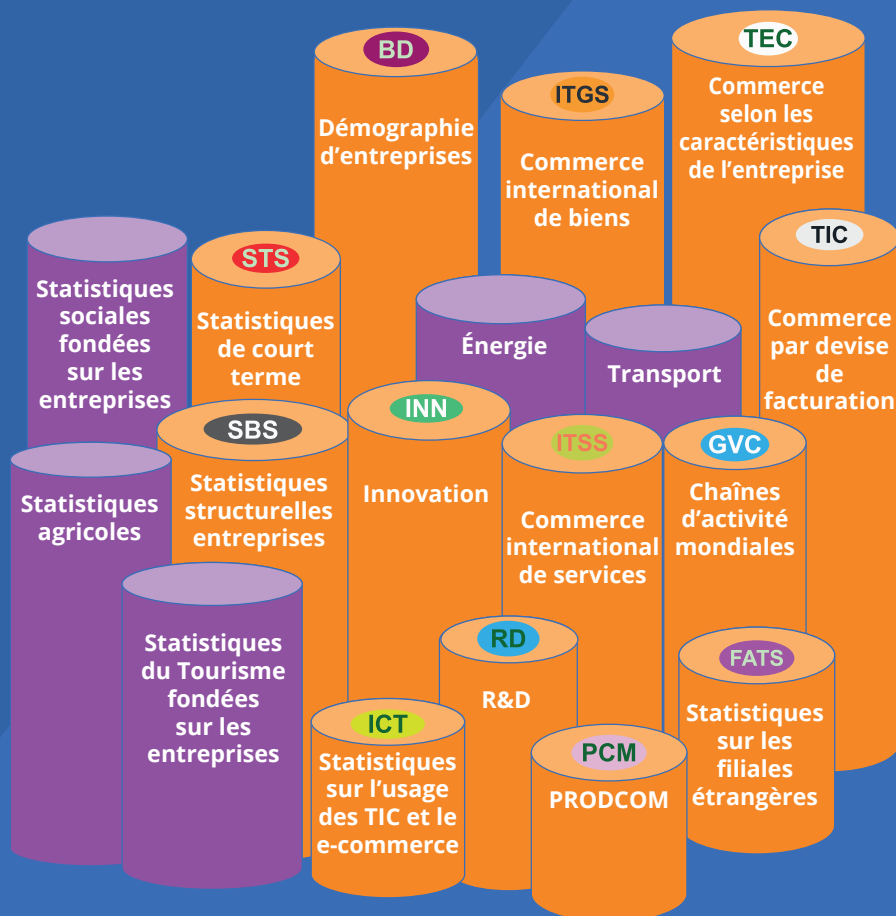 BD
Démographie
d’entreprises
ITGS
Commerce
international
de biens
TEC
Commerce
selon les
caractéristiques
de l’entreprise
Statistiques
sociales
fondées
sur les
entreprises
STS
Statistiques
de court
terme
Énergie
Transport
TIC
Commerce
par devise
de
facturation
Statistiques
agricoles
SBS
Statistiques
structurelles
entreprises
INN
Innovation
ITSS
Commerce
international
de services
GVC
Chaînes
d’activité
mondiales
Statistiques
du Tourisme
fondées
sur les
entreprises
ICT
Statistiques
sur l’usage
des TIC et le
e-commerce
RD
R&D
PCM
PRODCOM
FATS
Statistiques
sur les
filiales
étrangères